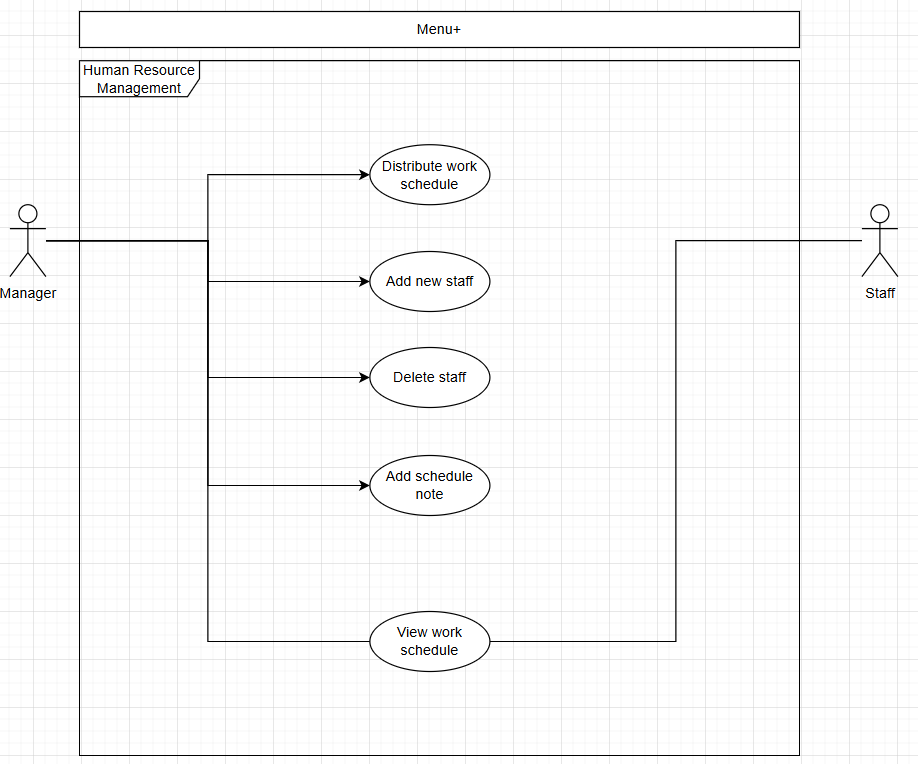 Menu+
Human Resource
Management
Distribute work
schedule
Manager
Staff
Add new staff
Delete staff
Add schedule
note
View work
schedule